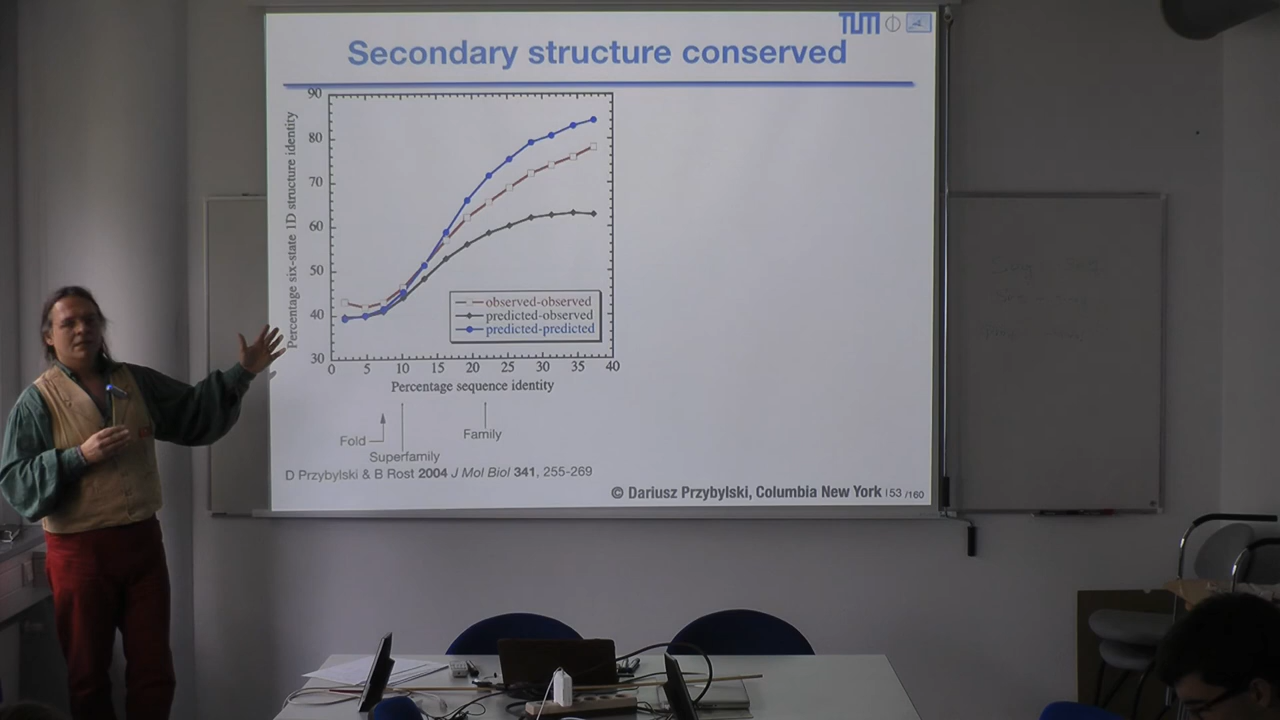 TUM
Secondary structure conserved
Percentage six-state 1D structure identity
90
80
70
60
50
40
30
observed-observed
predicted-observed
predicted-predicted
0 5 10 15 20 25 30 35 40
Percentage sequence identity
Fold
Family
Superfamily
D Przybylski & B Rost 2004 J Mol Biol 341, 255-269
© Dariusz Przybylski, Columbia New York 153 /160